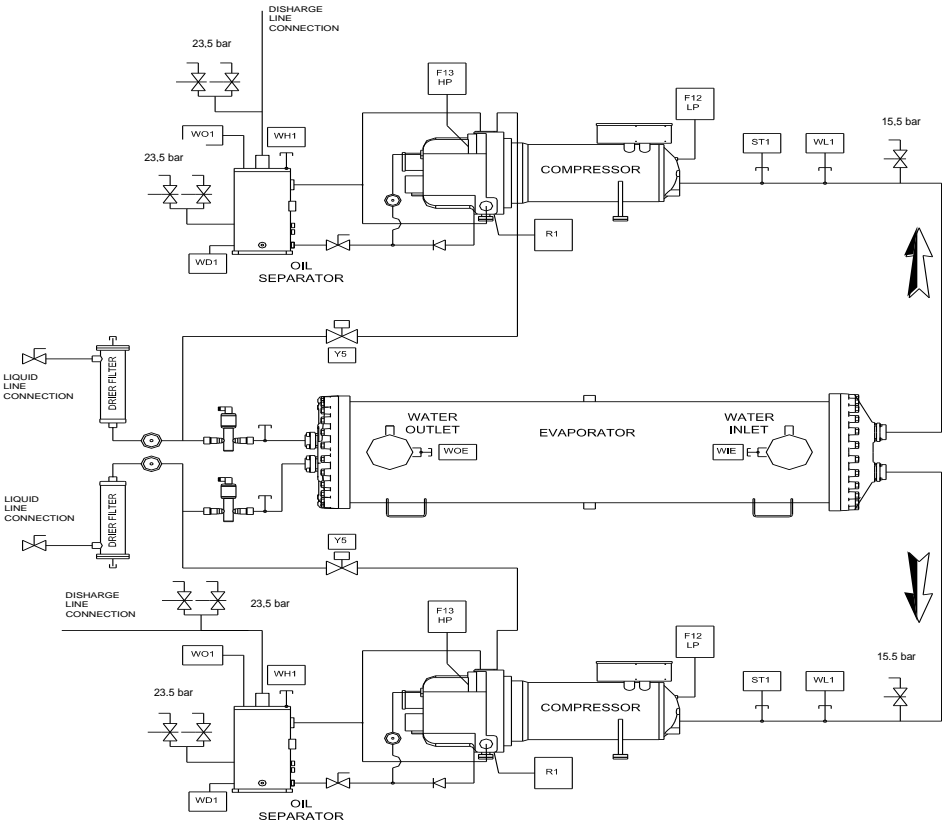 DISHARGE
LINE
CONNECTION
23,5 bar
F13
HP
F12
LP
WO1
WH1
ST1
WL1
15,5 bar
23,5 bar
COMPRESSOR
R1
WD1
OIL
SEPARATOR
Y5
LIQUID
LINE
CONNECTION
DRIER FILTER
WATER
OUTLET
WOE
EVAPORATOR
WATER
INLET
WIE
LIQUID
LINE
CONNECTION
DRIER FILTER
Y5
DISHARGE
LINE
CONNECTION
23,5 bar
F13
HP
F12
LP
WO1
WH1
ST1
WL1
15.5 bar
23.5 bar
COMPRESSOR
R1
WD1
OIL
SEPARATOR